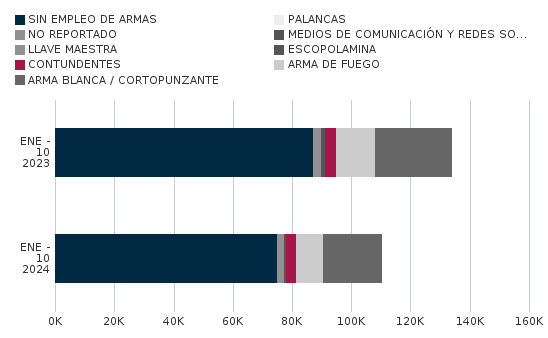 SIN EMPLEO DE ARMAS
PALANCAS
NO REPORTADO
MEDIOS DE COMUNICACIÓN Y REDES SO...
LLAVE MAESTRA
ESCOPOLAMINA
CONTUNDENTES
ARMA DE FUEGO
ARMA BLANCA / CORTOPUNZANTE
ENE -
10
2023
ENE -
10
2024
0K 20K 40K 60K 80K 100K 120K 140K 160K